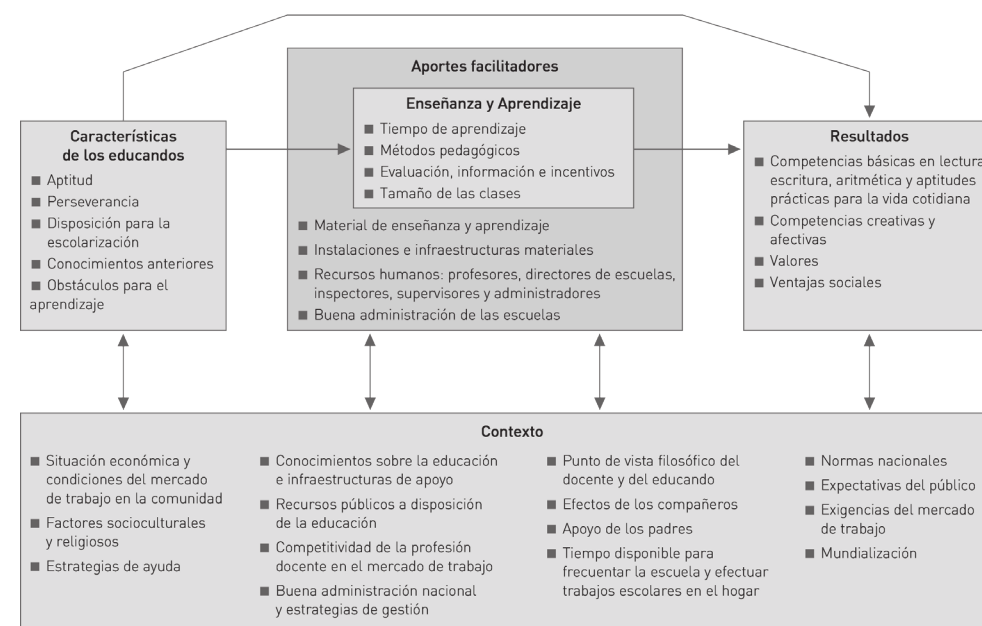 Aportes facilitadores
Enseñanza y Aprendizaje
■ Tiempo de aprendizaje
■ Métodos pedagógicos
■ Evaluación, información e incentivos
■ Tamaño de las clases
■ Material de enseñanza y aprendizaje
■ Instalaciones e infraestructuras materiales
■ Recursos humanos: profesores, directores de escuelas,
inspectores, supervisores y administradores
■ Buena administración de las escuelas
Características
de los educandos
■ Aptitud
■ Perseverancia
■ Disposición para la
escolarización
■ Conocimientos anteriores
■ Obstáculos para el
aprendizaje
Resultados
■ Competencias básicas en lectura
escritura, aritmética y aptitudes
prácticas para la vida cotidiana
■ Competencias creativas y
afectivas
■ Valores
■ Ventajas sociales
Contexto
■ Situación económica y
condiciones del mercado
de trabajo en la comunidad
■ Factores socioculturales
y religiosos
■ Estrategias de ayuda
■ Conocimientos sobre la educación
e infraestructuras de apoyo
■ Recursos públicos a disposición
de la educación
■ Competitividad de la profesión
docente en el mercado de trabajo
■ Buena administración nacional
y estrategias de gestión
■ Punto de vista filosófico del
docente y del educando
■ Efectos de los compañeros
■ Apoyo de los padres
■ Tiempo disponible para
frecuentar la escuela y efectuar
trabajos escolares en el hogar
■ Normas nacionales
■ Expectativas del público
■ Exigencias del mercado
de trabajo
■ Mundialización